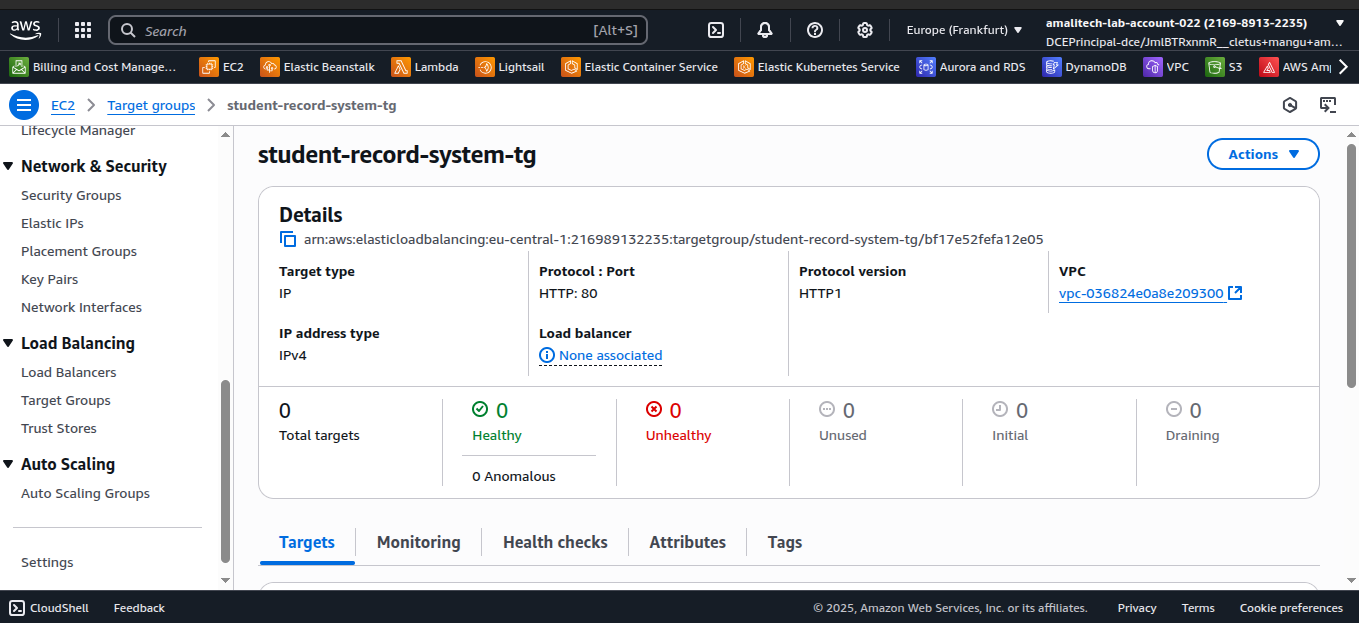 aws
Search [Alt+S]
Europe (Frankfurt)
amalitech-lab-account-022 (2169-8913-2235)
DCEPrincipal-dce/JmlBTRxnmR__cletus+mangu+am...
Billing and Cost Manage... EC2 Elastic Beanstalk Lambda Lightsail Elastic Container Service Elastic Kubernetes Service Aurora and RDS DynamoDB VPC S3 AWS Am
EC2 Target groups student-record-system-tg
Lifecycle Manager
Network & Security
Security Groups
Elastic IPs
Placement Groups
Key Pairs
Network Interfaces
Load Balancing
Load Balancers
Target Groups
Trust Stores
Auto Scaling
Auto Scaling Groups
Settings
student-record-system-tg
Actions
Details
arn:aws:elasticloadbalancing:eu-central-1:216989132235:targetgroup/student-record-system-tg/bf17e52fefa12e05
Target type
IP
Protocol : Port
HTTP: 80
Protocol version
HTTP1
VPC
vpc-036824e0a8e209300
IP address type
IPv4
Load balancer
None associated
0
Total targets
0
Healthy
0 Anomalous
0
Unhealthy
0
Unused
0
Initial
0
Draining
Targets Monitoring Health checks Attributes Tags
CloudShell Feedback © 2025, Amazon Web Services, Inc. or its affiliates. Privacy Terms Cookie preferences